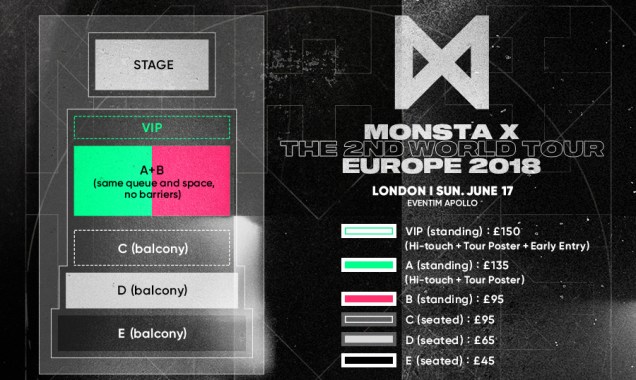 STAGE
VIP
A+B
(same queue and space,
no barriers)
C (balcony)
D (balcony)
E (balcony)
MONSTA X
THE 2ND WORLD TOUR
EUROPE 2018
LONDON I SUN. JUNE 17
EVENTIM APOLLO
VIP (standing) : £150
(Hi-touch + Tour Poster + Early Entry)
A (standing) : £135
(Hi-touch + Tour Poster)
B (standing) : £95
C (seated) : £95
D (seated) : £65
E (seated) : £45